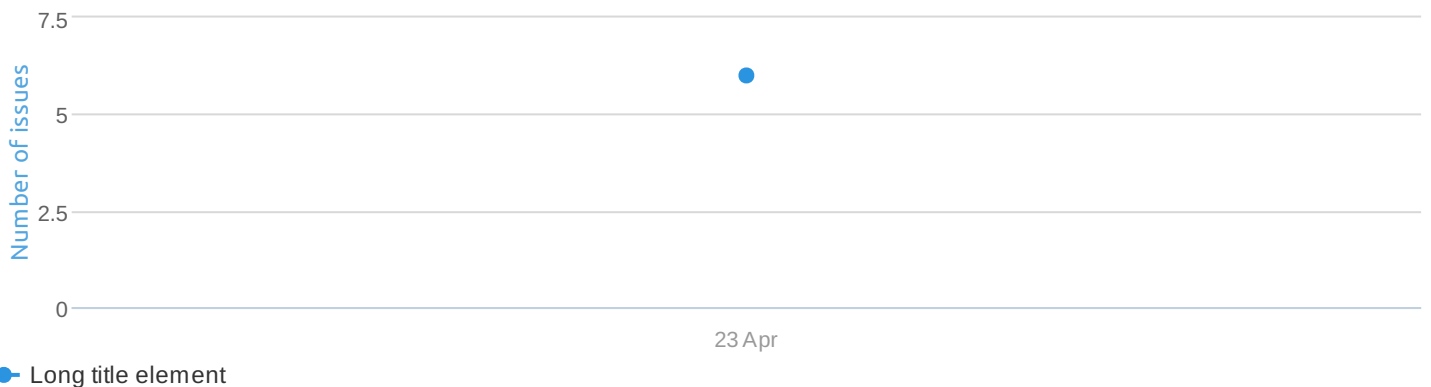 7.5
5
2.5
0
Number of issues
23 Apr
Long title element